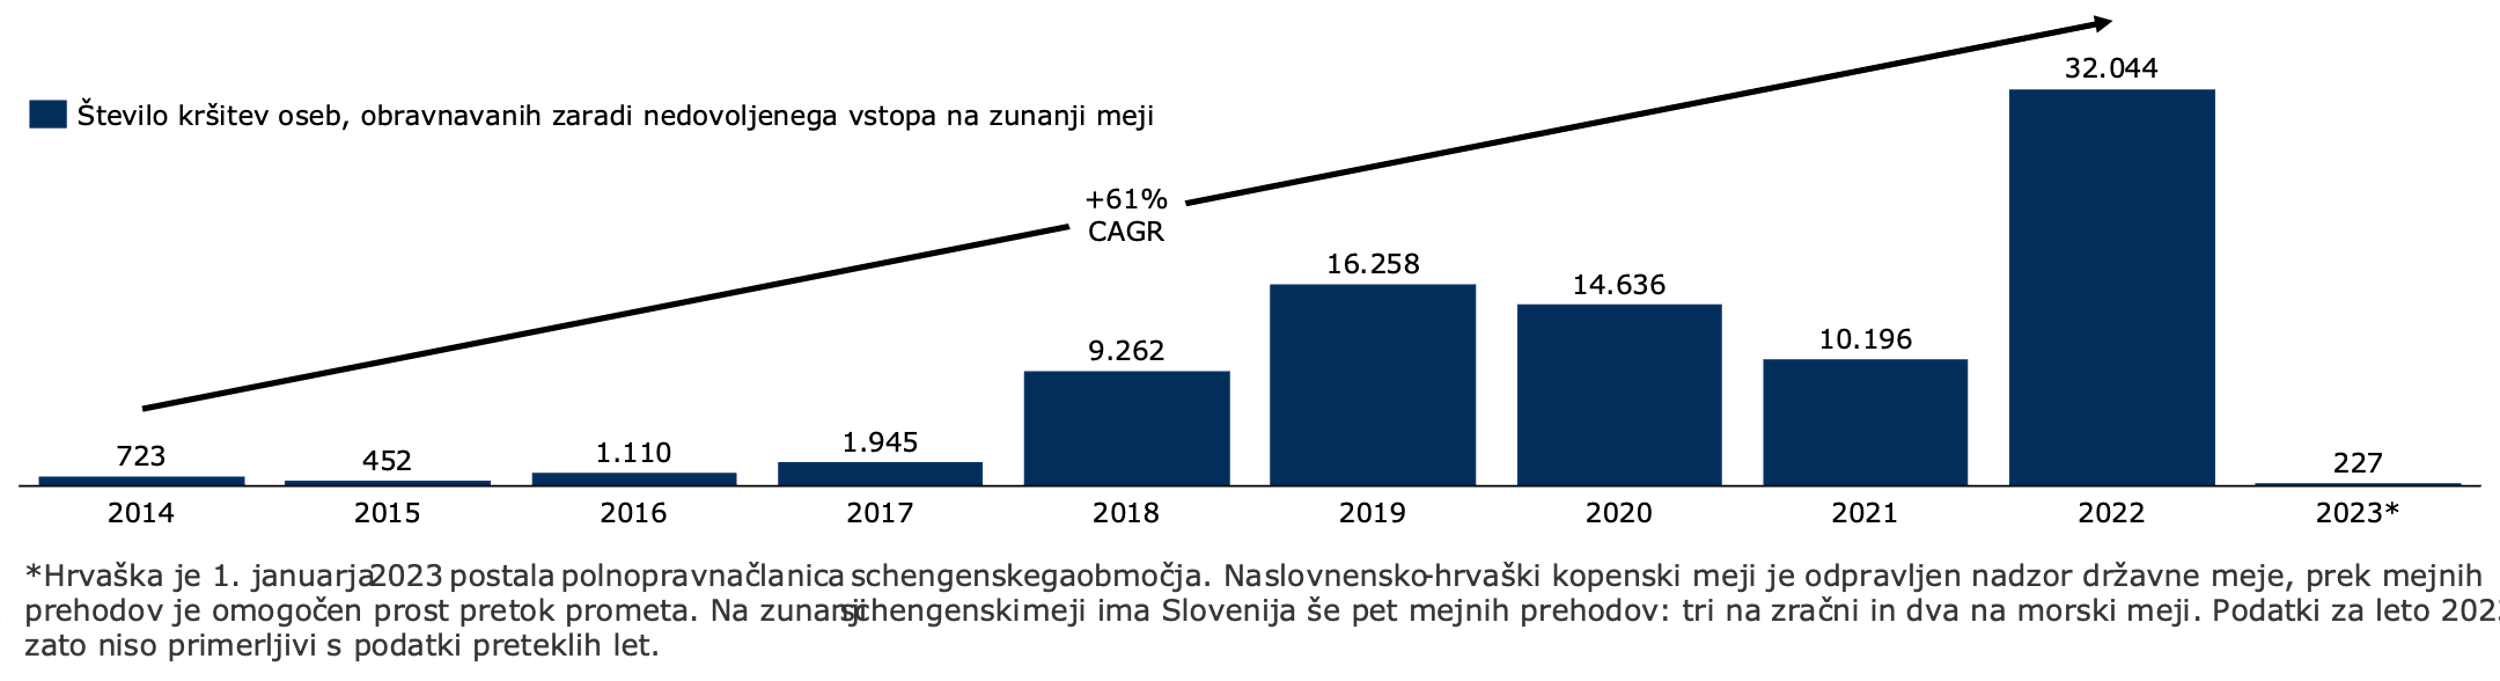 32.044
Število kršitev oseb, obravnavanih zaradi nedovoljenega vstopa na zunanji meji
+61%
CAGR
16.258
14.636
10.196
9.262
1.945
1.110
723
452
227
2014 2015 2016 2017 2018 2019 2020 2021 2022 2023*
*Hrvaška je 1. januarja 2023 postala polnopravna članica schengenskega območja. Na slovnensko-hrvaški kopenski meji je odpravljen nadzor državne meje, prek mejnih
prehodov je omogočen prost pretok prometa. Na zunanji schengenski meji ima Slovenija še pet mejnih prehodov: tri na zračni in dva na morski meji. Podatki za leto
zato niso primerljivi s podatki preteklih let.